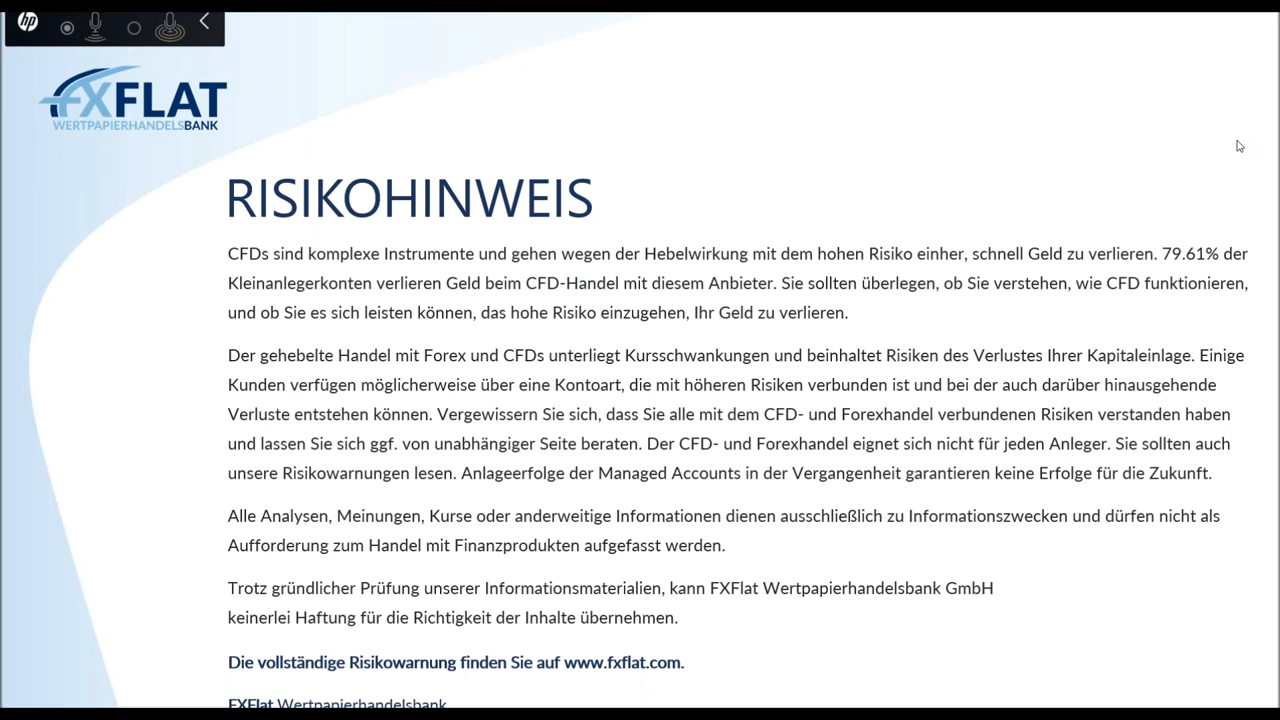 hp
FXFLAT
WERTPAPIERHANDELSBANK
RISIKOHINWEIS
CFDs sind komplexe Instrumente und gehen wegen der Hebelwirkung mit dem hohen Risiko einher, schnell Geld zu verlieren. 79.61% der
Kleinanlegerkonten verlieren Geld beim CFD-Handel mit diesem Anbieter. Sie sollten überlegen, ob Sie verstehen, wie CFD funktionieren,
und ob Sie es sich leisten können, das hohe Risiko einzugehen, Ihr Geld zu verlieren.
Der gehebelte Handel mit Forex und CFDs unterliegt Kursschwankungen und beinhaltet Risiken des Verlustes Ihrer Kapitaleinlage. Einige
Kunden verfügen möglicherweise über eine Kontoart, die mit höheren Risiken verbunden ist und bei der auch darüber hinausgehende
Verluste entstehen können. Vergewissern Sie sich, dass Sie alle mit dem CFD- und Forexhandel verbundenen Risiken verstanden haben
und lassen Sie sich ggf. von unabhängiger Seite beraten. Der CFD- und Forexhandel eignet sich nicht für jeden Anleger. Sie sollten auch
unsere Risikowarnungen lesen. Anlageerfolge der Managed Accounts in der Vergangenheit garantieren keine Erfolge für die Zukunft.
Alle Analysen, Meinungen, Kurse oder anderweitige Informationen dienen ausschließlich zu Informationszwecken und dürfen nicht als
Aufforderung zum Handel mit Finanzprodukten aufgefasst werden.
Trotz gründlicher Prüfung unserer Informationsmaterialien, kann FXFlat Wertpapierhandelsbank GmbH
keinerlei Haftung für die Richtigkeit der Inhalte übernehmen.
Die vollständige Risikowarnung finden Sie auf www.fxflat.com.
FXFlat Wertpapierhandelsbank